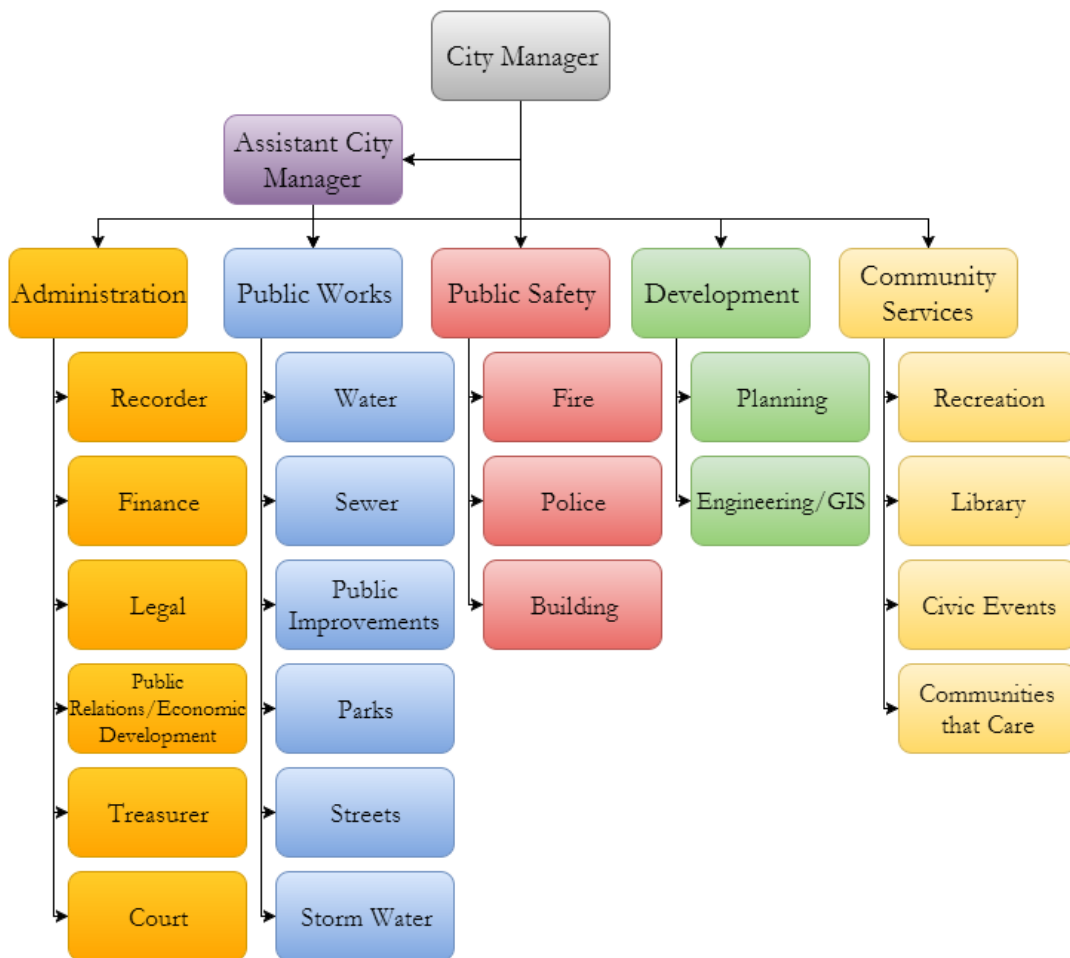 City Manager
Assistant City
Manager
Administration
Public Works
Public Safety
Development
Community
Services
Recorder
Finance
Legal
Public
Relations/Economic
Development
Treasurer
Court
Water
Sewer
Public
Improvements
Parks
Streets
Storm Water
Fire
Police
Building
Planning
Engineering/GIS
Recreation
Library
Civic Events
Communities
that Care